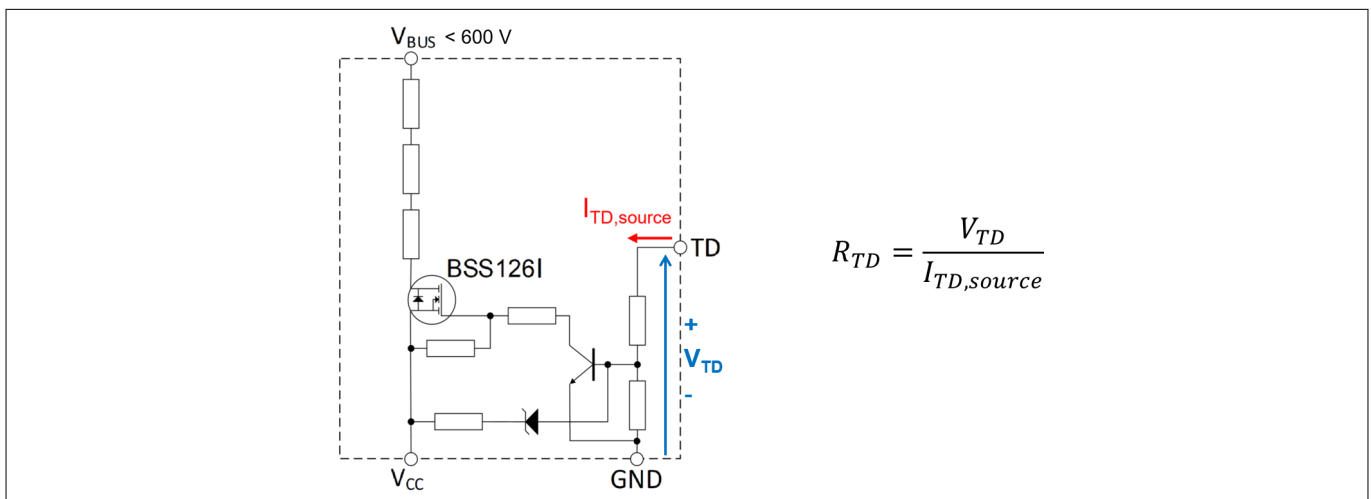 V_BUS < 600 V
I_TD,source
TD
BSS126I
+
V_TD
-
V_CC
GND
R_TD = V_TD / I_TD,source